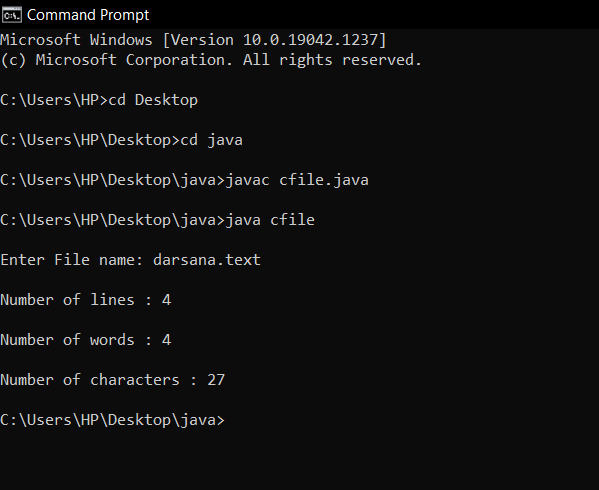 Command Prompt
Microsoft Windows [Version 10.0.19042.1237]
(c) Microsoft Corporation. All rights reserved.
C:\Users\HP>cd Desktop
C:\Users\HP\Desktop>cd java
C:\Users\HP\Desktop\java>javac cfile.java
C:\Users\HP\Desktop\java>java cfile
Enter File name: darsana.text
Number of lines : 4
Number of words : 4
Number of characters : 27
C:\Users\HP\Desktop\java>